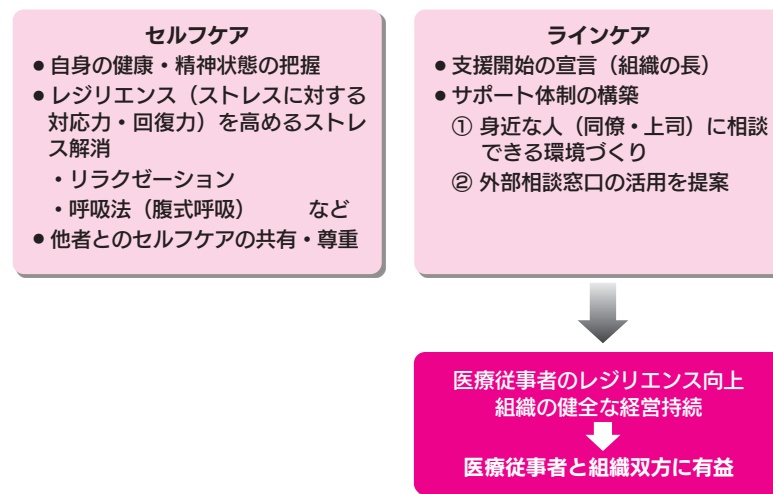 セルフケア
●自身の健康・精神状態の把握
●レジリエンス（ストレスに対する
対応力・回復力）を高めるストレ
ス解消
・リラクゼーション
・呼吸法（腹式呼吸）　　など
●他者とのセルフケアの共有・尊重
ラインケア
●支援開始の宣言（組織の長）
●サポート体制の構築
① 身近な人（同僚・上司）に相談
できる環境づくり
② 外部相談窓口の活用を提案
医療従事者のレジリエンス向上
組織の健全な経営持続
医療従事者と組織双方に有益